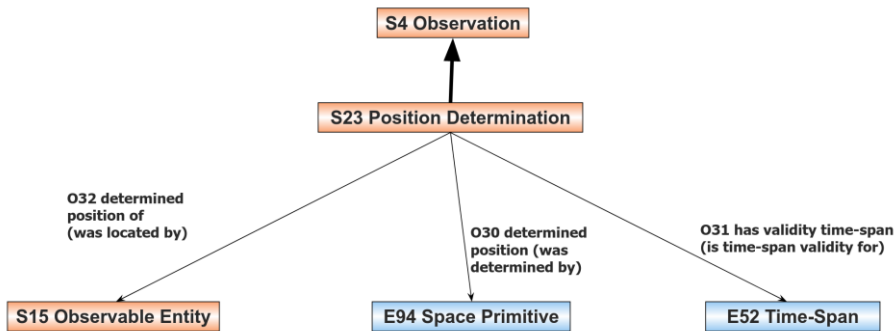 S4 Observation
S23 Position Determination
O32 determined
position of
(was located by)
O30 determined
position (was
determined by)
O31 has validity time-span
(is time-span validity for)
S15 Observable Entity
E94 Space Primitive
E52 Time-Span